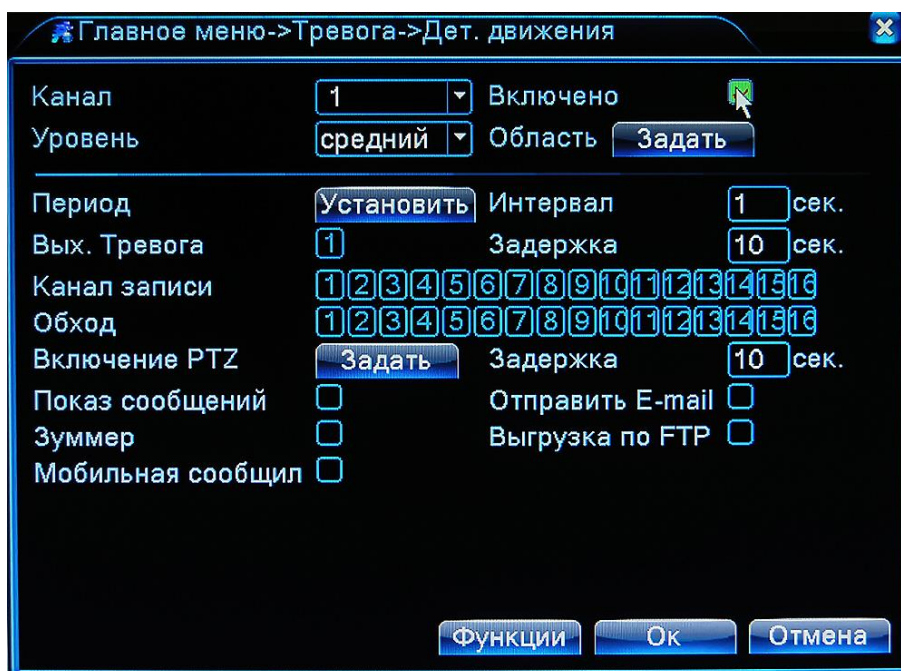 Главное меню->Тревога->Дет. движения
Канал 1 Включено
Уровень средний Область Задать
Период Установить Интервал 1 сек.
Вых. Тревога 1 Задержка 10 сек.
Канал записи 1 2 3 4 5 6 7 8 9 10 11 12 13 14 15 16
Обход 1 2 3 4 5 6 7 8 9 10 11 12 13 14 15 16
Включение PTZ Задать Задержка 10 сек.
Показ сообщений Отправить E-mail
Зуммер Выгрузка по FTP
Мобильная сообщил
Функции Ок Отмена